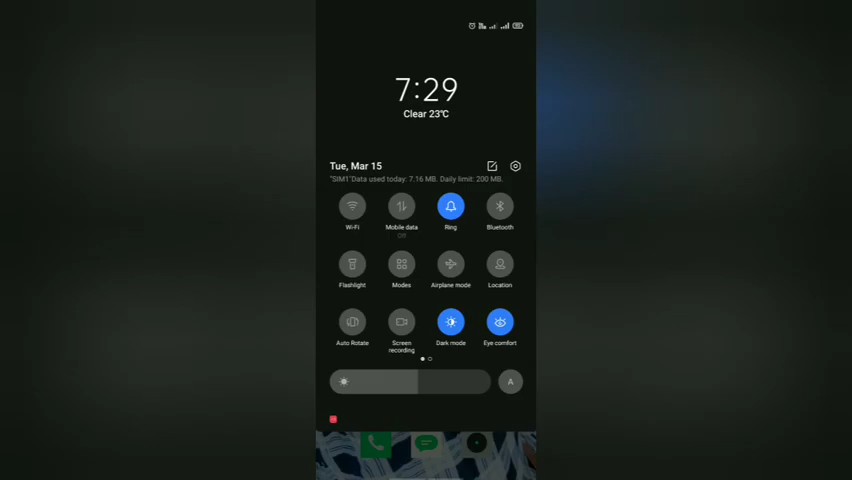 7:29
Clear 23℃
Tue, Mar 15
"SIM1"Data used today: 7.16 MB. Daily limit: 200 MB.
Wi-Fi
Mobile data
Off
Ring
Bluetooth
Flashlight
Modes
Airplane mode
Location
Auto Rotate
Screen recording
Dark mode
Eye comfort
A